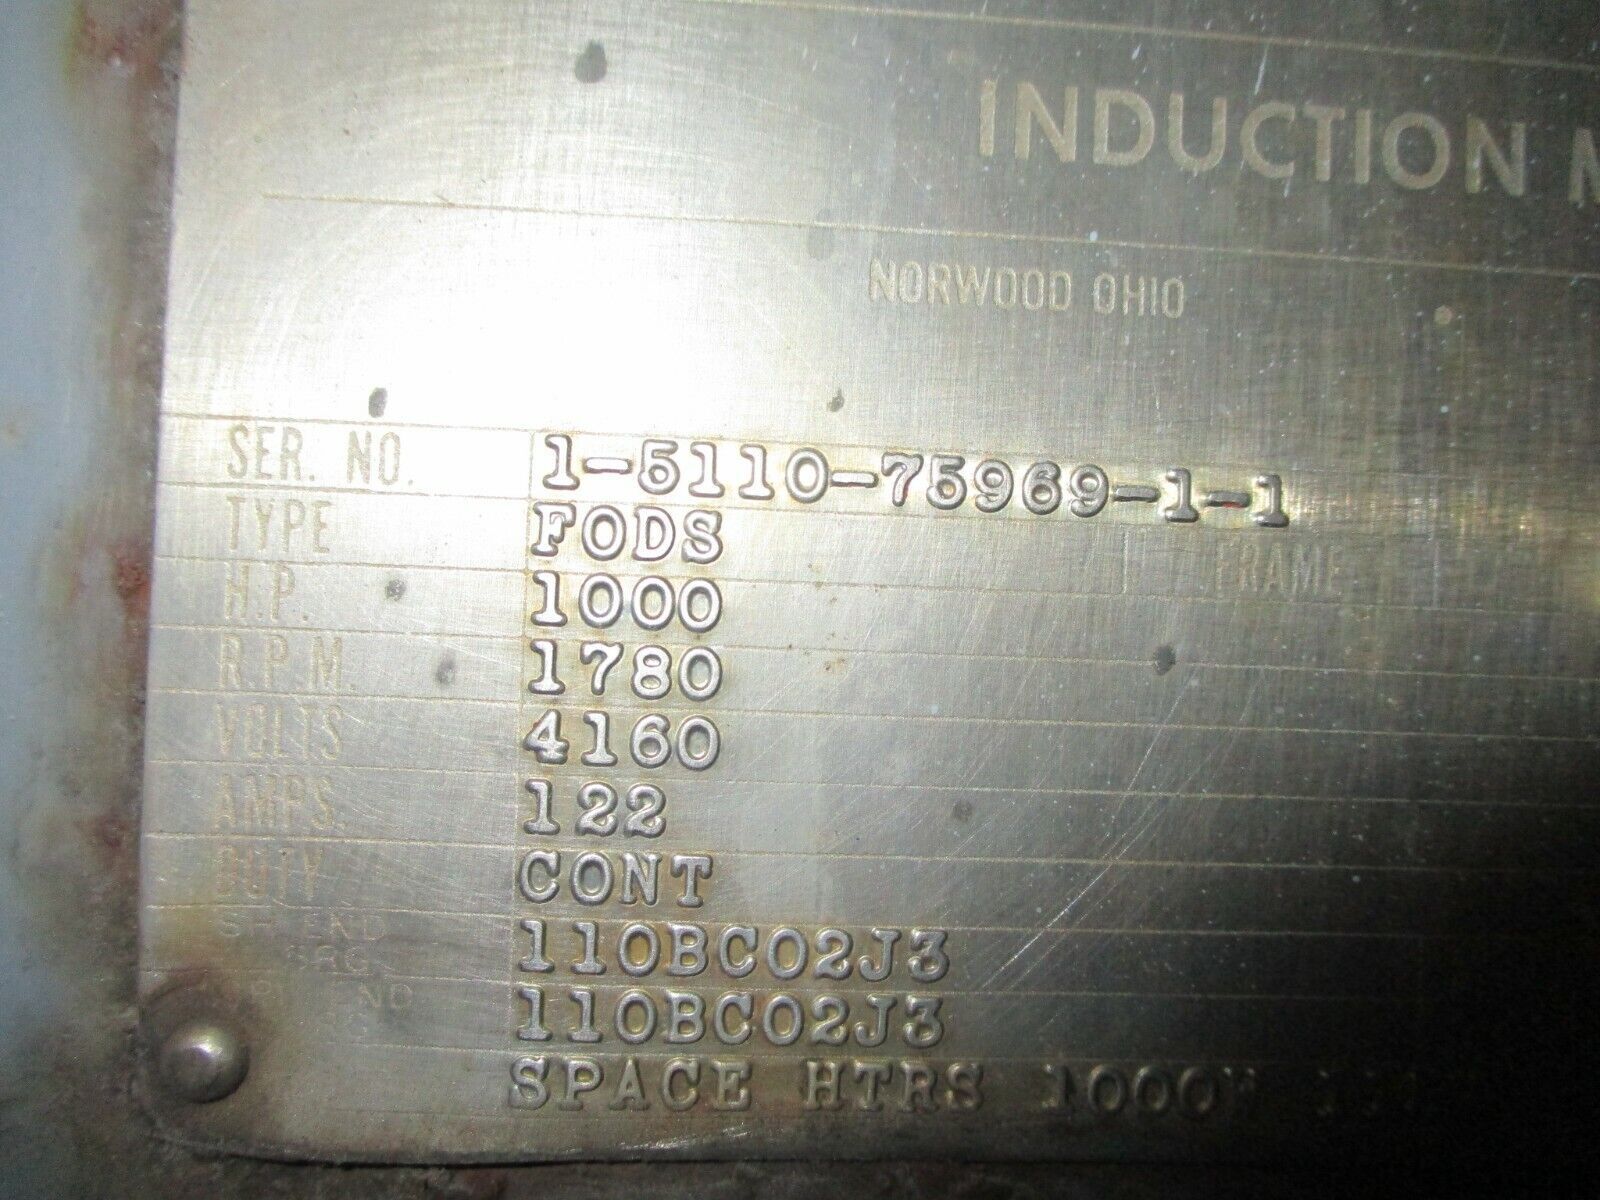 INDUCTION
NORWOOD OHIO
SER. NO. 1-5110-75969-1-1
TYPE FODS FRAME
H.P. 1000
R.P.M. 1780
VOLTS 4160
AMPS. 122
DUTY CONT
110BC02J3
110BC02J3
SPACE HTRS 1000W